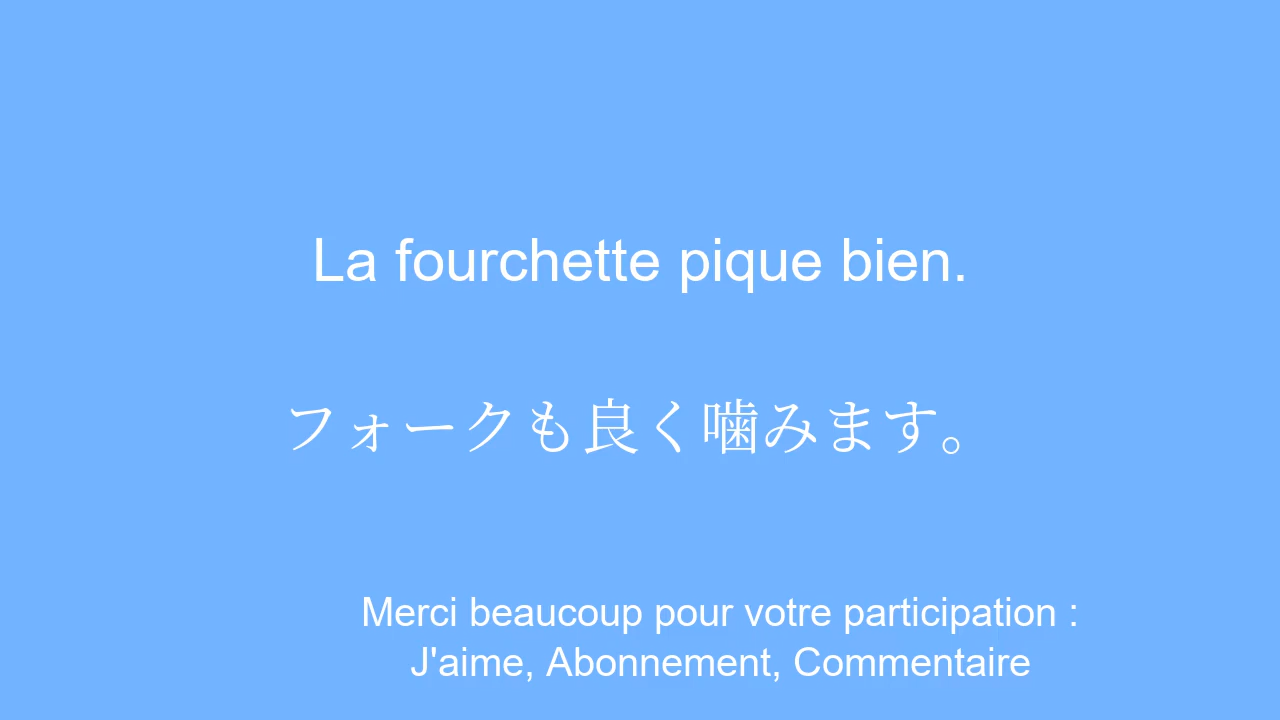 La fourchette pique bien.
フォークも良く噛みます。
Merci beaucoup pour votre participation :
J'aime, Abonnement, Commentaire